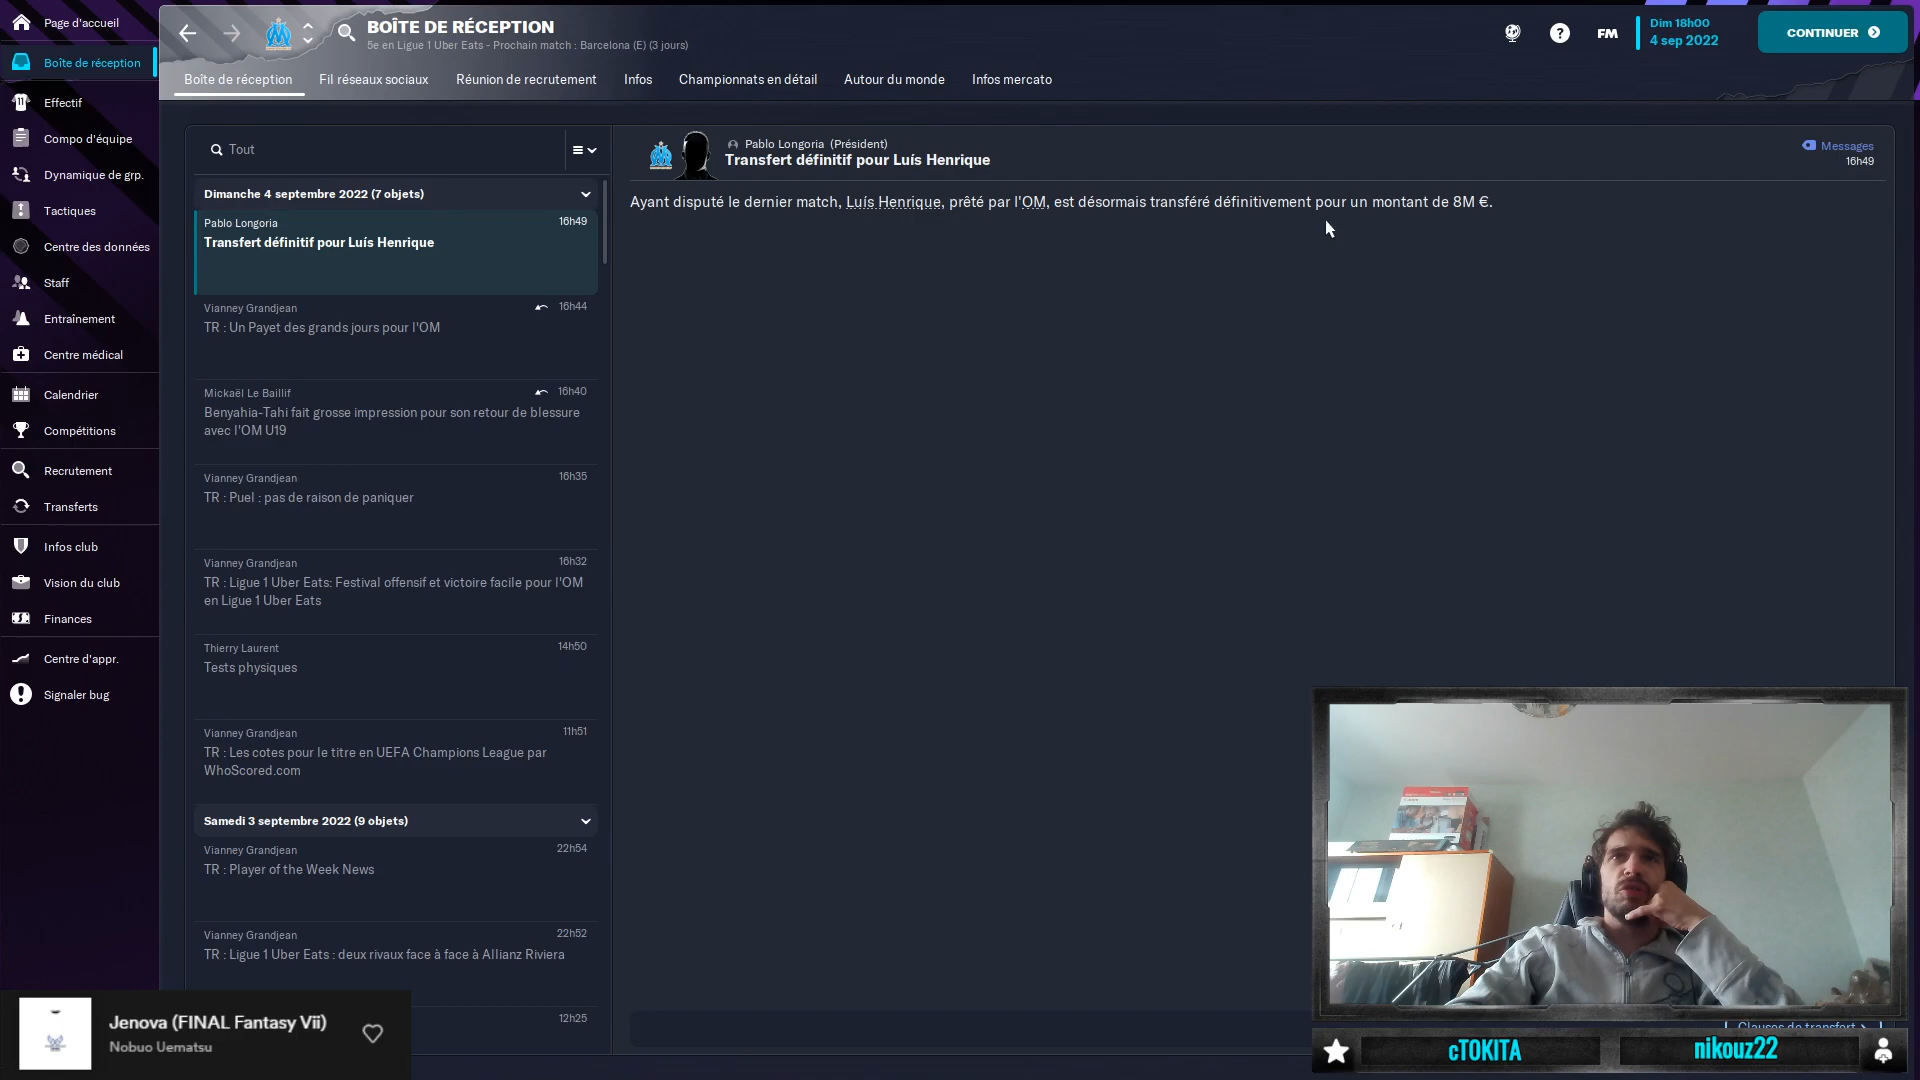 Page d'accueil
Boîte de réception
Effectif
Compo d'équipe
Dynamique de grp.
Tactiques
Centre des données
Staff
Entraînement
Centre médical
Calendrier
Compétitions
Recrutement
Transferts
Infos club
Vision du club
Finances
Centre d'appr.
Signaler bug
BOÎTE DE RÉCEPTION
5e en Ligue 1 Uber Eats - Prochain match : Barcelona (E) (3 jours)
FM
Dim 18h00
4 sep 2022
CONTINUER
Boîte de réception
Fil réseaux sociaux
Réunion de recrutement
Infos
Championnats en détail
Autour du monde
Infos mercato
Tout
Dimanche 4 septembre 2022 (7 objets)
Pablo Longoria 16h49
Transfert définitif pour Luís Henrique
Vianney Grandjean 16h44
TR : Un Payet des grands jours pour l'OM
Mickaël Le Baillif 16h40
Benyahia-Tahi fait grosse impression pour son retour de blessure
avec l'OM U19
Vianney Grandjean 16h35
TR : Puel : pas de raison de paniquer
Vianney Grandjean 16h32
TR : Ligue 1 Uber Eats: Festival offensif et victoire facile pour l'OM
en Ligue 1 Uber Eats
Thierry Laurent 14h50
Tests physiques
Vianney Grandjean 11h51
TR : Les cotes pour le titre en UEFA Champions League par
WhoScored.com
Samedi 3 septembre 2022 (9 objets)
Vianney Grandjean 22h54
TR : Player of the Week News
Vianney Grandjean 22h52
TR : Ligue 1 Uber Eats : deux rivaux face à face à Allianz Riviera
12h25
Pablo Longoria (Président)
Transfert définitif pour Luís Henrique
Messages
16h49
Ayant disputé le dernier match, Luís Henrique, prêté par l'OM, est désormais transféré définitivement pour un montant de 8M €.
Clauses de transfert
Jenova (FINAL Fantasy Vii)
Nobuo Uematsu
cTOKITA
nikouz22